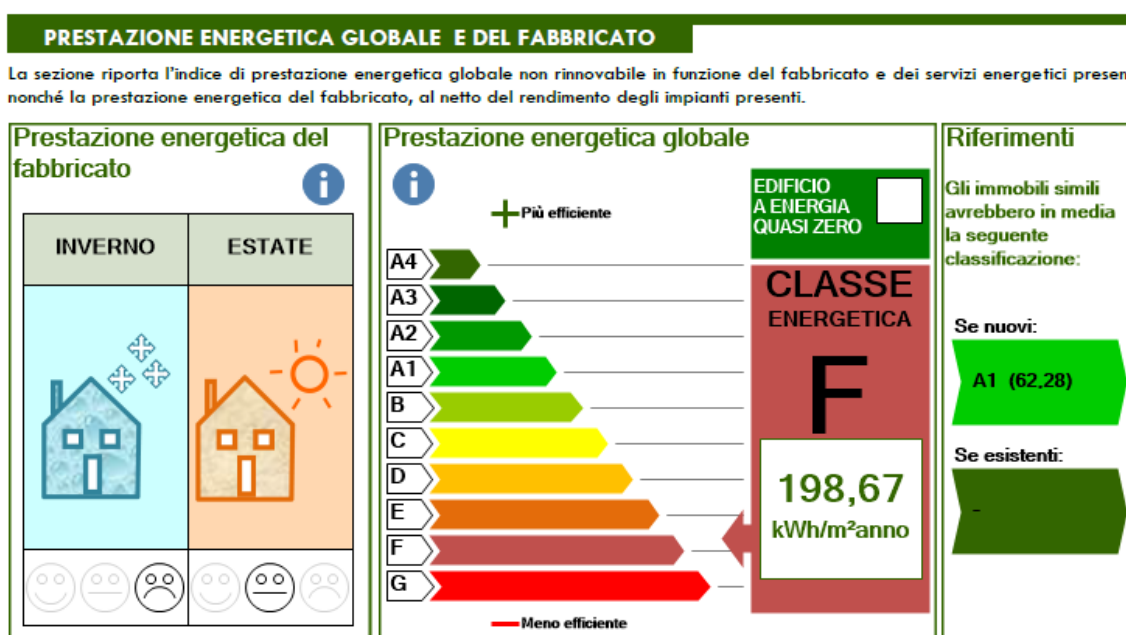 PRESTAZIONE ENERGETICA GLOBALE E DEL FABBRICATO
La sezione riporta l'indice di prestazione energetica globale non rinnovabile in funzione del fabbricato e dei servizi energetici presen
nonché la prestazione energetica del fabbricato, al netto del rendimento degli impianti presenti.
Prestazione energetica del
fabbricato
i
INVERNO
ESTATE
Prestazione energetica globale
i
Più efficiente
A4
A3
A2
A1
B
C
D
E
F
G
Meno efficiente
EDIFICIO
A ENERGIA
QUASI ZERO
CLASSE
ENERGETICA
F
198,67
kWh/m²anno
Riferimenti
Gli immobili simili
avrebbero in media
la seguente
classificazione:
Se nuovi:
A1 (62,28)
Se esistenti:
-